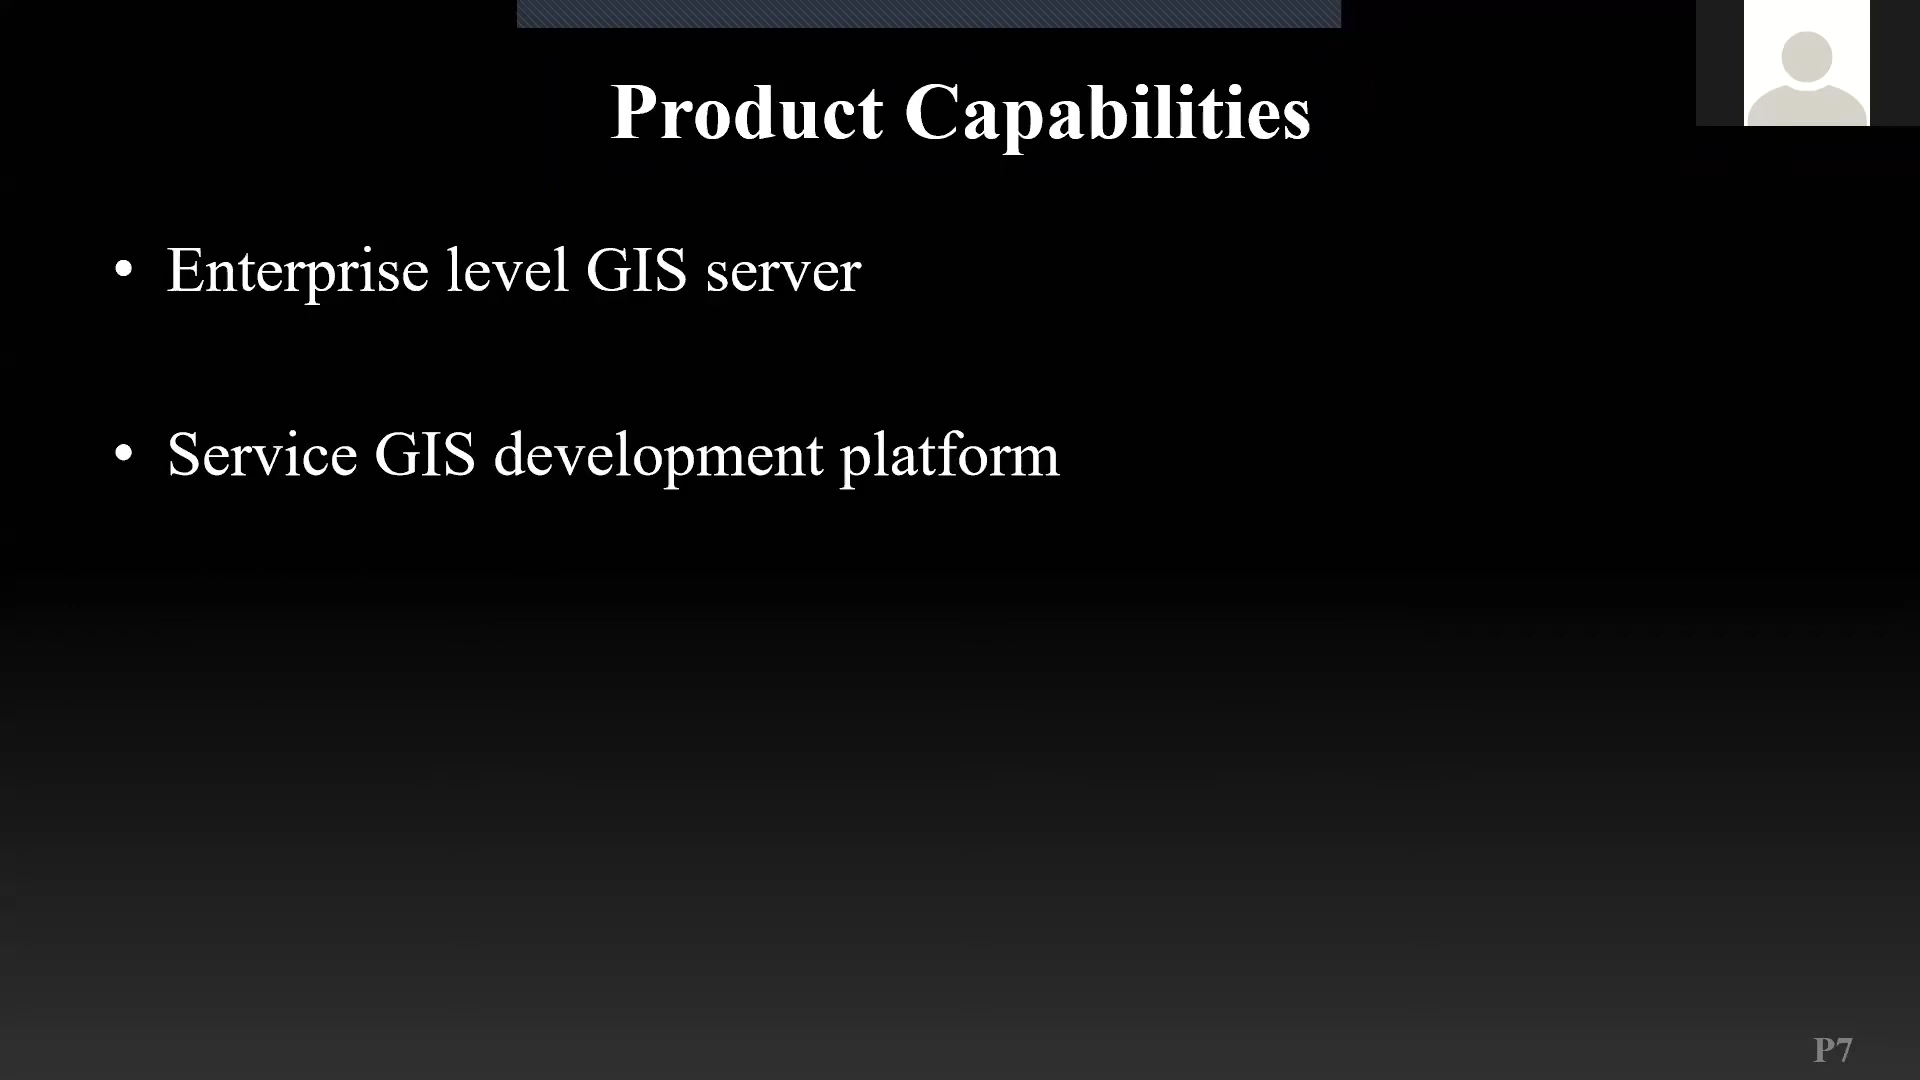 Product Capabilities
• Enterprise level GIS server
• Service GIS development platform
P7